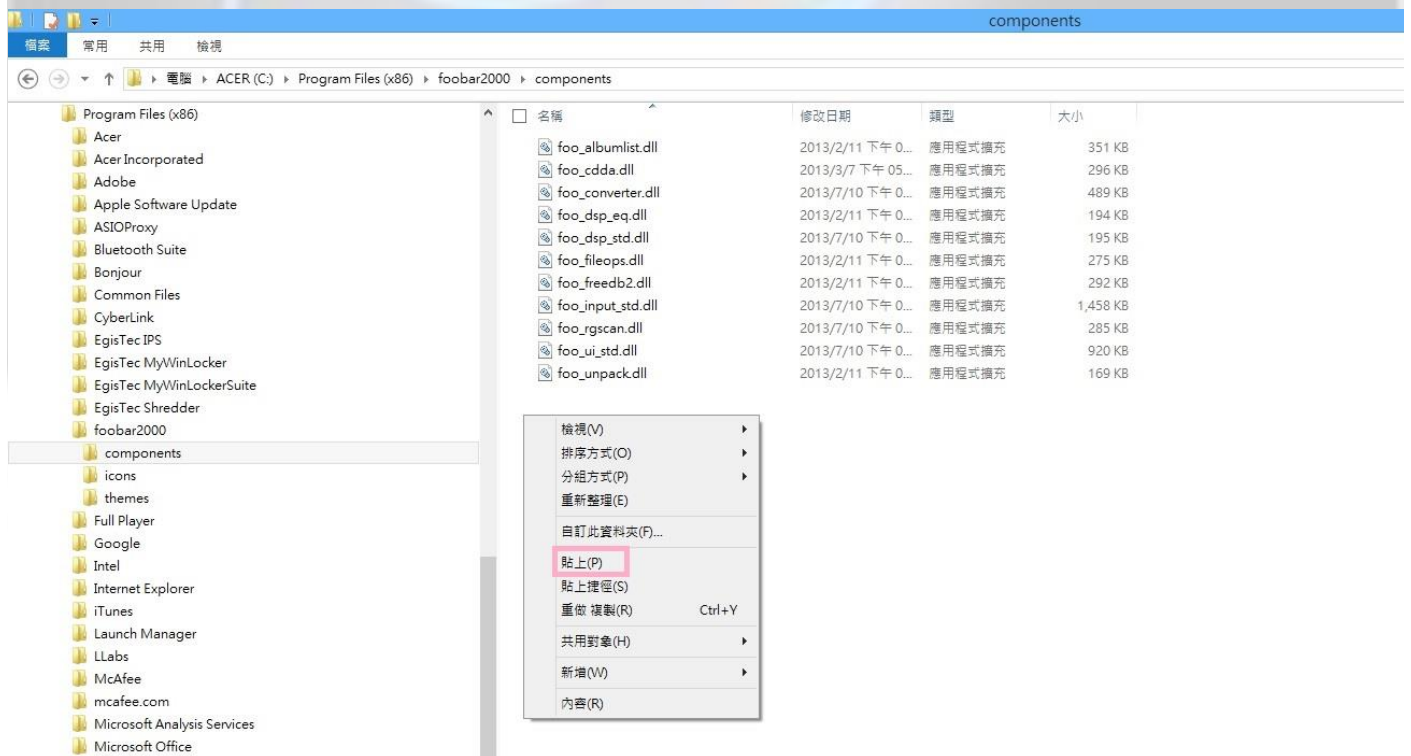 components
檔案 常用 共用 檢視
電腦 ACER (C:) Program Files (x86) foobar2000 components
Program Files (x86)
Acer
Acer Incorporated
Adobe
Apple Software Update
ASIOProxy
Bluetooth Suite
Bonjour
Common Files
CyberLink
EgisTec IPS
EgisTec MyWinLocker
EgisTec MyWinLockerSuite
EgisTec Shredder
foobar2000
components
icons
themes
Full Player
Google
Intel
Internet Explorer
iTunes
Launch Manager
LLabs
McAfee
mcafee.com
Microsoft Analysis Services
Microsoft Office
名稱 修改日期 類型 大小
foo_albumlist.dll 2013/2/11 下午 0... 應用程式擴充 351 KB
foo_cdda.dll 2013/3/7 下午 05... 應用程式擴充 296 KB
foo_converter.dll 2013/7/10 下午 0... 應用程式擴充 489 KB
foo_dsp_eq.dll 2013/2/11 下午 0... 應用程式擴充 194 KB
foo_dsp_std.dll 2013/7/10 下午 0... 應用程式擴充 195 KB
foo_fileops.dll 2013/2/11 下午 0... 應用程式擴充 275 KB
foo_freedb2.dll 2013/2/11 下午 0... 應用程式擴充 292 KB
foo_input_std.dll 2013/7/10 下午 0... 應用程式擴充 1,458 KB
foo_rgscan.dll 2013/7/10 下午 0... 應用程式擴充 285 KB
foo_ui_std.dll 2013/7/10 下午 0... 應用程式擴充 920 KB
foo_unpack.dll 2013/2/11 下午 0... 應用程式擴充 169 KB
檢視(V)
排序方式(O)
分組方式(P)
重新整理(E)
自訂此資料夾(F)...
貼上(P)
貼上捷徑(S)
重做 複製(R) Ctrl+Y
共用對象(H)
新增(W)
內容(R)